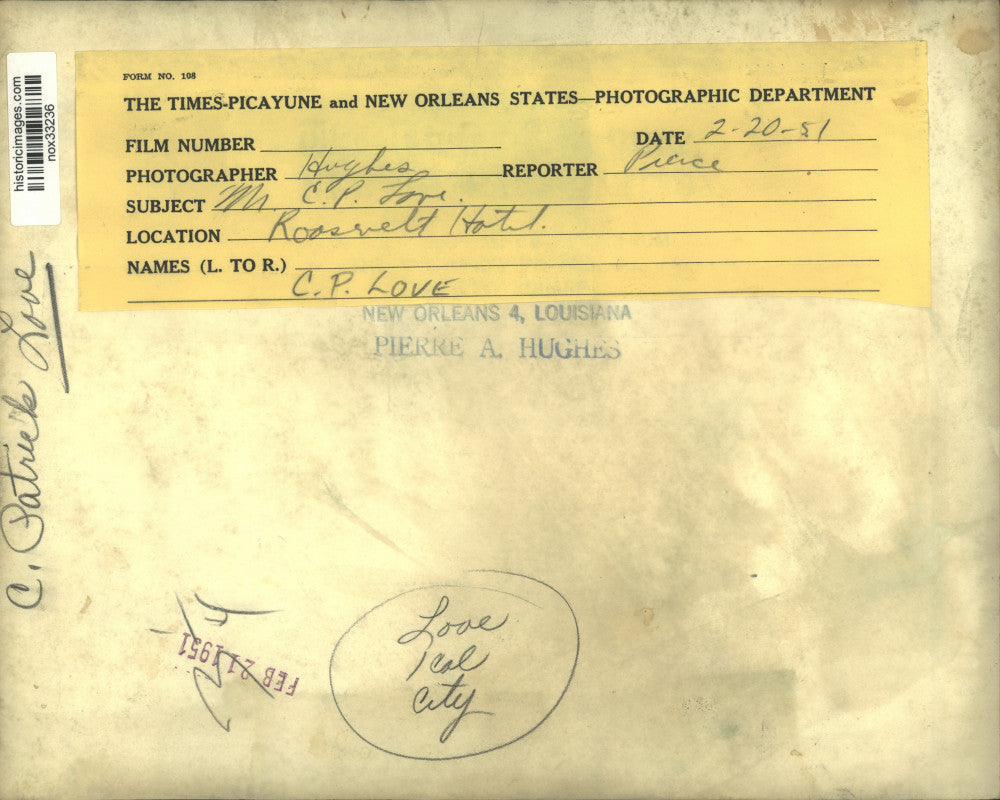 historicimages.com
nox33236
FORM NO. 108
THE TIMES-PICAYUNE and NEW ORLEANS STATES—PHOTOGRAPHIC DEPARTMENT
FILM NUMBER
DATE 2-20-51
PHOTOGRAPHER Hughes REPORTER Pierce
SUBJECT Mr C.P. Love.
LOCATION Roosevelt Hotel.
NAMES (L. TO R.)
C.P. LOVE
NEW ORLEANS 4, LOUISIANA
PIERRE A. HUGHES
C. Patrick Love
FEB 21 1951
Love
1 col
city